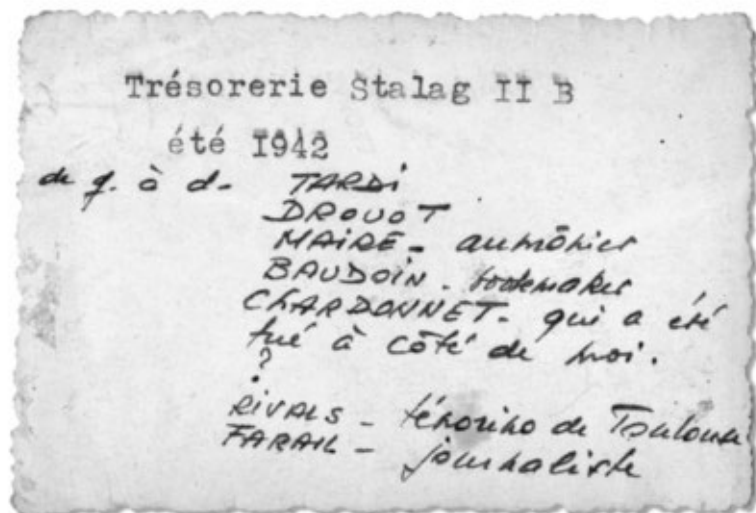 Trésorerie Stalag II B
été 1942
de g. à d. TARDI
DROUOT
MAIRE - aumônier
BAUDOIN - bookmaker
CHARDONNET - qui a été
tué à côté de moi.
?
RIVALS - ténorino de Toulouse
FARAIL - journaliste